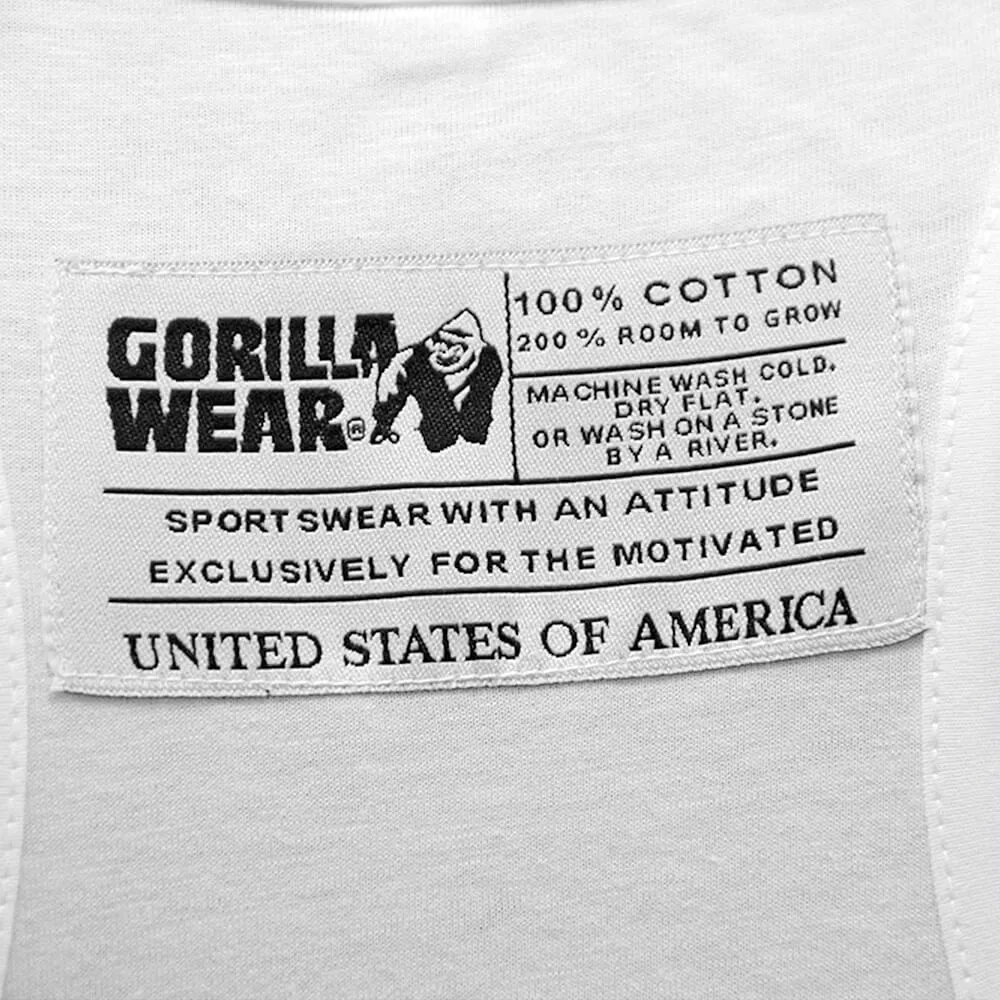 GORILLA
WEAR®
100% COTTON
200% ROOM TO GROW
MACHINE WASH COLD.
DRY FLAT.
OR WASH ON A STONE
BY A RIVER.
SPORTSWEAR WITH AN ATTITUDE
EXCLUSIVELY FOR THE MOTIVATED
UNITED STATES OF AMERICA